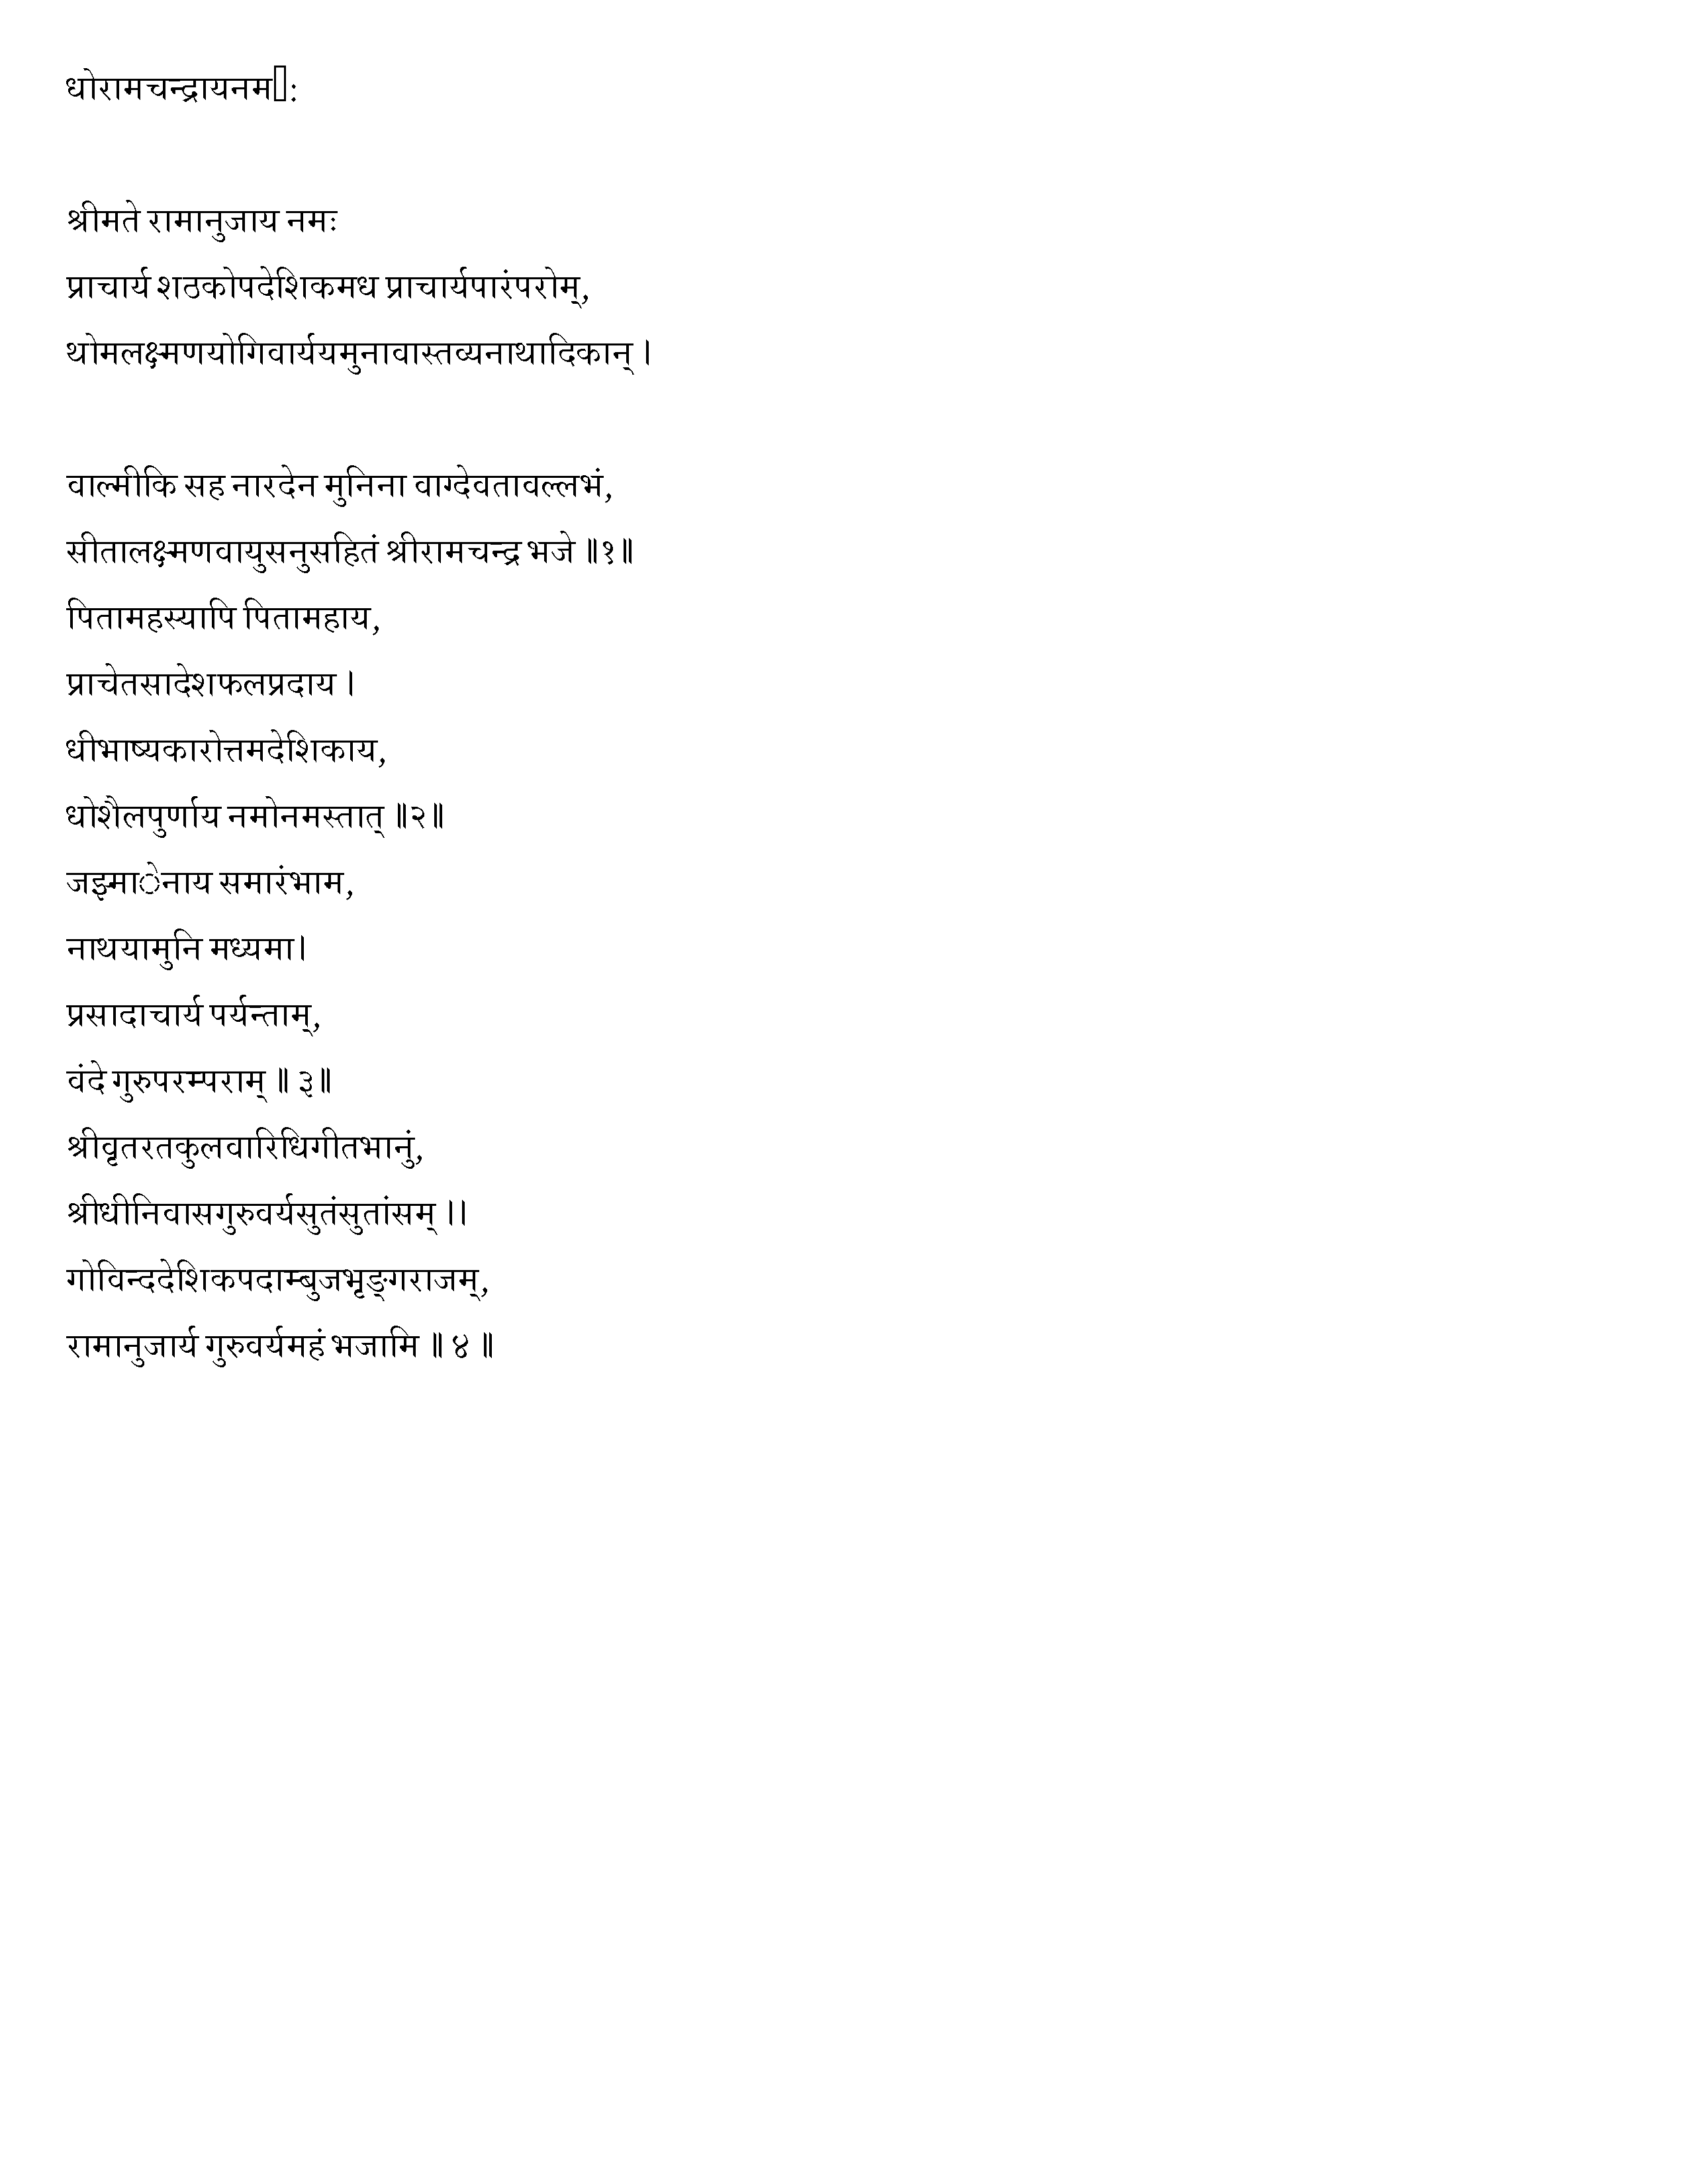 धोरामचन्द्रायनम:
श्रीमते रामानुजाय नमः
प्राचार्य शठकोपदेशिकमध प्राचार्यपारंपरोम्,
थोमलक्ष्मणयोगिवार्ययमुनावास्तव्यनाथादिकान् ।
वाल्मीकि सह नारदेन मुनिना वाग्देवतावल्लभं,
सीतालक्ष्मणवायुसनुसहितं श्रीरामचन्द्र भजे ॥१॥
पितामहस्यापि पितामहाय,
प्राचेतसादेशफलप्रदाय ।
धीभाष्यकारोत्तमदेशिकाय,
धोशैलपुर्णाय नमोनमस्तात् ॥२॥
जझ्माेनाय समारंभाम,
नाथयामुनि मध्यमा।
प्रसादाचार्य पर्यन्ताम्,
वंदे गुरुपरम्पराम् ॥ ३॥
श्रीवृतरतकुलवारिधिगीतभानुं,
श्रीधीनिवासगुरुवर्यसुतंसुतांसम् ।।
गोविन्ददेशिकपदाम्बुजभृङ्गराजम्,
रामानुजार्य गुरुवर्यमहं भजामि ॥ ४ ॥